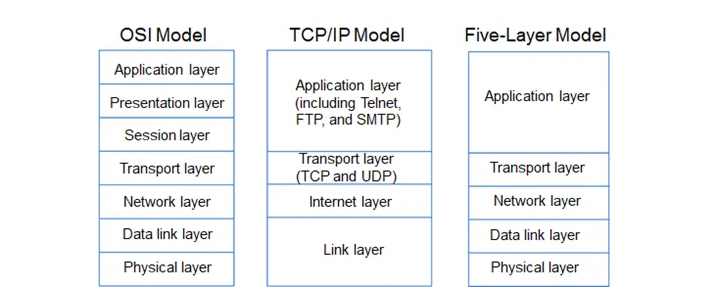 OSI Model
Application layer
Presentation layer
Session layer
Transport layer
Network layer
Data link layer
Physical layer
TCP/IP Model
Application layer
(including Telnet,
FTP, and SMTP)
Transport layer
(TCP and UDP)
Internet layer
Link layer
Five-Layer Model
Application layer
Transport layer
Network layer
Data link layer
Physical layer